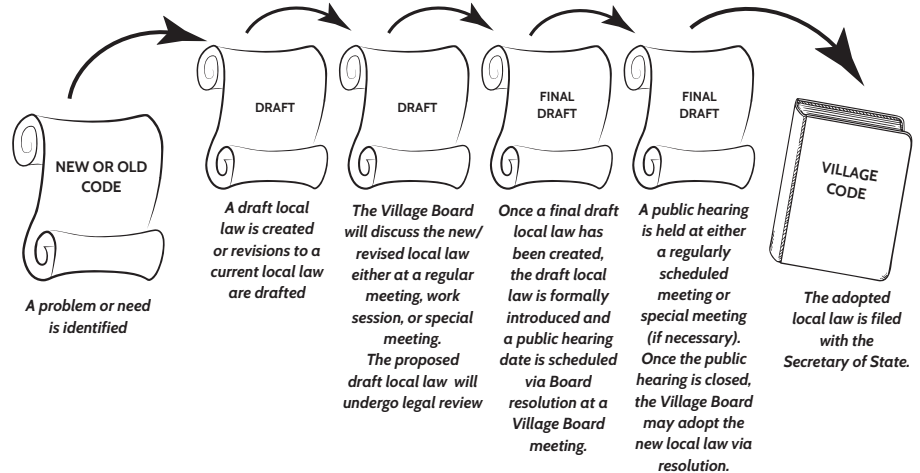 NEW OR OLD
CODE
A problem or need
is identified
DRAFT
A draft local
law is created
or revisions to a
current local law
are drafted
DRAFT
The Village Board
will discuss the new/
revised local law
either at a regular
meeting, work
session, or special
meeting.
The proposed
draft local law will
undergo legal review
FINAL
DRAFT
Once a final draft
local law has
been created,
the draft local
law is formally
introduced and
a public hearing
date is scheduled
via Board
resolution at a
Village Board
meeting.
FINAL
DRAFT
A public hearing
is held at either
a regularly
scheduled
meeting or
special meeting
(if necessary).
Once the public
hearing is closed,
the Village Board
may adopt the
new local law via
resolution.
VILLAGE
CODE
The adopted
local law is filed
with the
Secretary of State.